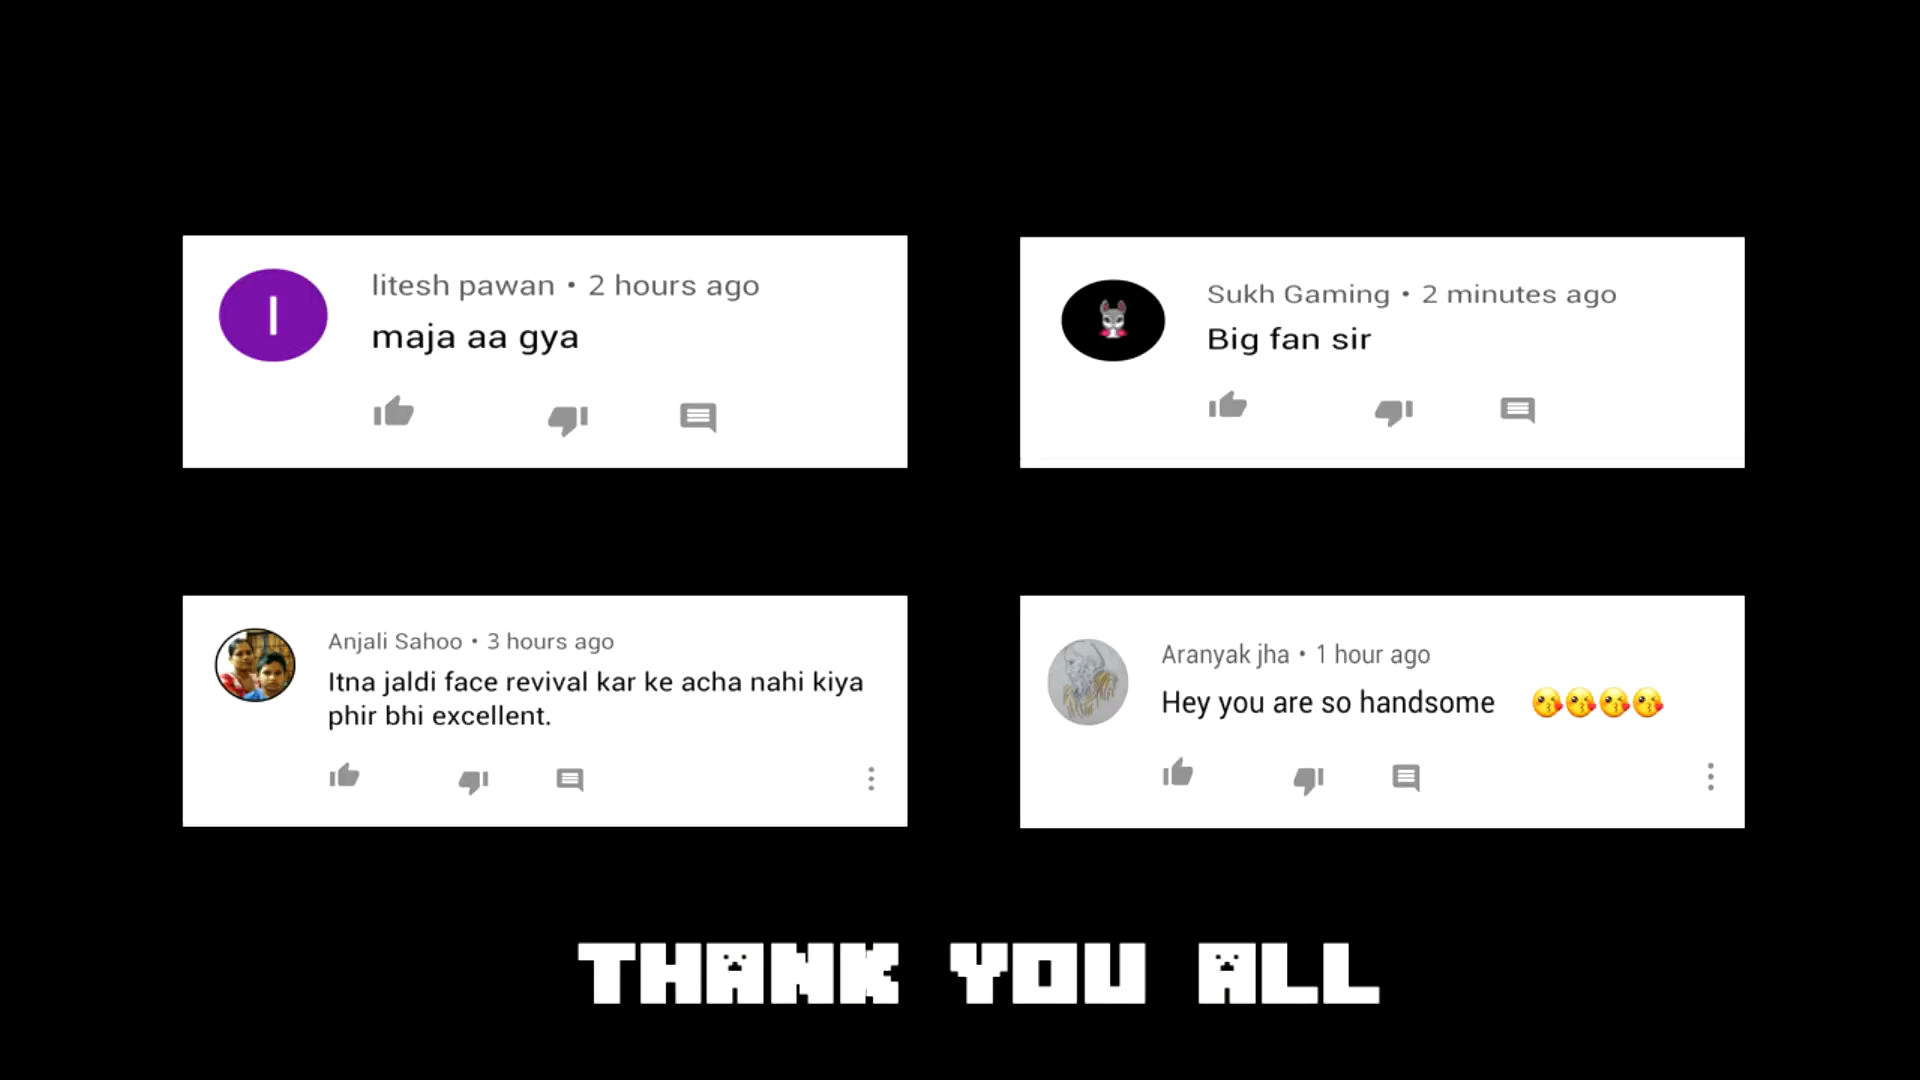 litesh pawan • 2 hours ago
maja aa gya
Sukh Gaming • 2 minutes ago
Big fan sir
Anjali Sahoo • 3 hours ago
Itna jaldi face revival kar ke acha nahi kiya
phir bhi excellent.
Aranyak jha • 1 hour ago
Hey you are so handsome 😘😘😘😘
THANK YOU ALL